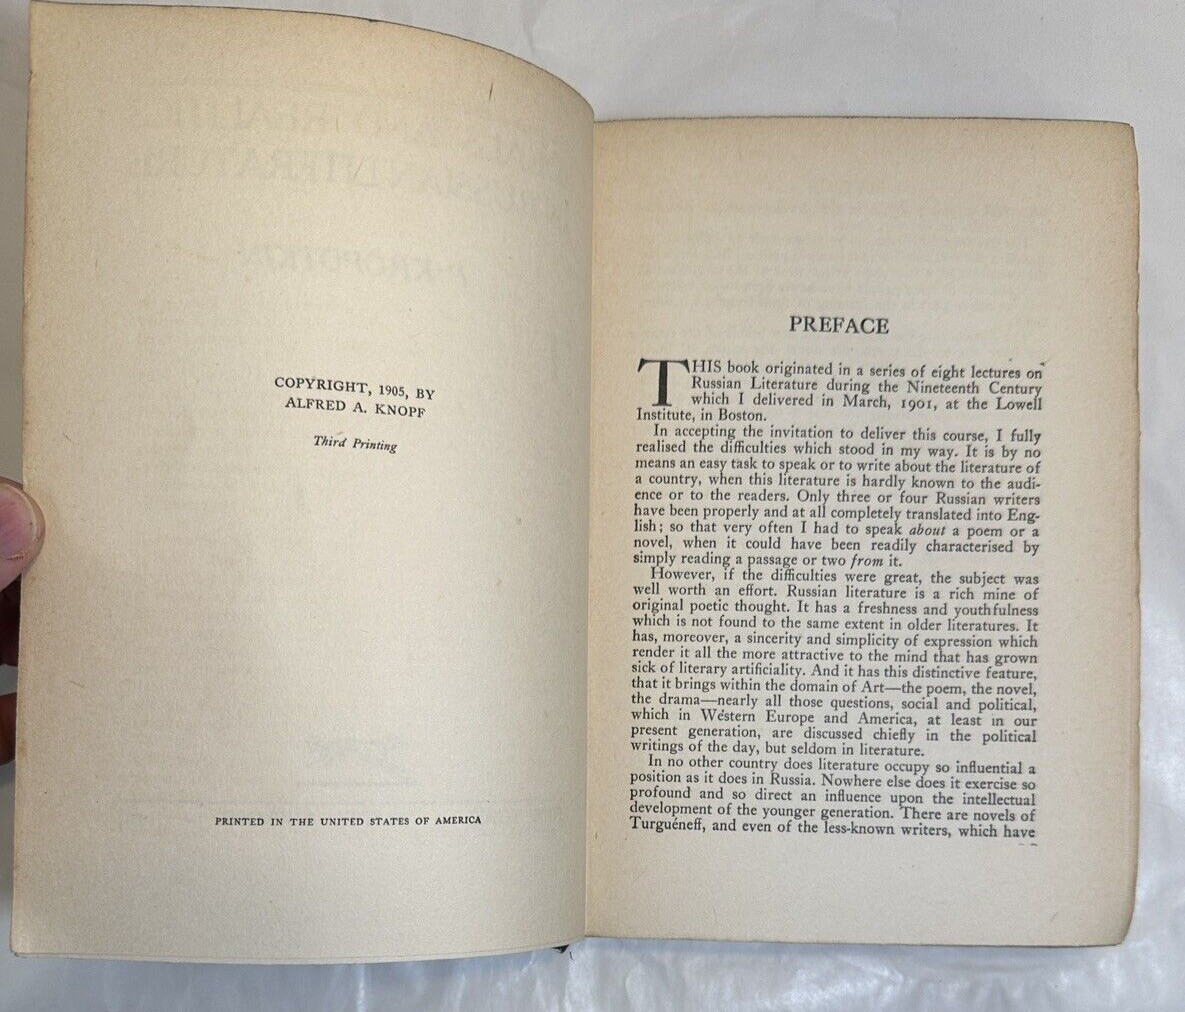 COPYRIGHT, 1905, BY
ALFRED A. KNOPF
Third Printing
PRINTED IN THE UNITED STATES OF AMERICA
PREFACE
THIS book originated in a series of eight lectures on
Russian Literature during the Nineteenth Century
which I delivered in March, 1901, at the Lowell
Institute, in Boston.
In accepting the invitation to deliver this course, I fully
realised the difficulties which stood in my way. It is by no
means an easy task to speak or to write about the literature of
a country, when this literature is hardly known to the audi-
ence or to the readers. Only three or four Russian writers
have been properly and at all completely translated into Eng-
lish; so that very often I had to speak about a poem or a
novel, when it could have been readily characterised by
simply reading a passage or two from it.
However, if the difficulties were great, the subject was
well worth an effort. Russian literature is a rich mine of
original poetic thought. It has a freshness and youthfulness
which is not found to the same extent in older literatures. It
has, moreover, a sincerity and simplicity of expression which
render it all the more attractive to the mind that has grown
sick of literary artificiality. And it has this distinctive feature,
that it brings within the domain of Art—the poem, the novel,
the drama—nearly all those questions, social and political,
which in Western Europe and America, at least in our
present generation, are discussed chiefly in the political
writings of the day, but seldom in literature.
In no other country does literature occupy so influential a
position as it does in Russia. Nowhere else does it exercise so
profound and so direct an influence upon the intellectual
development of the younger generation. There are novels of
Turguéneff, and even of the less-known writers, which have